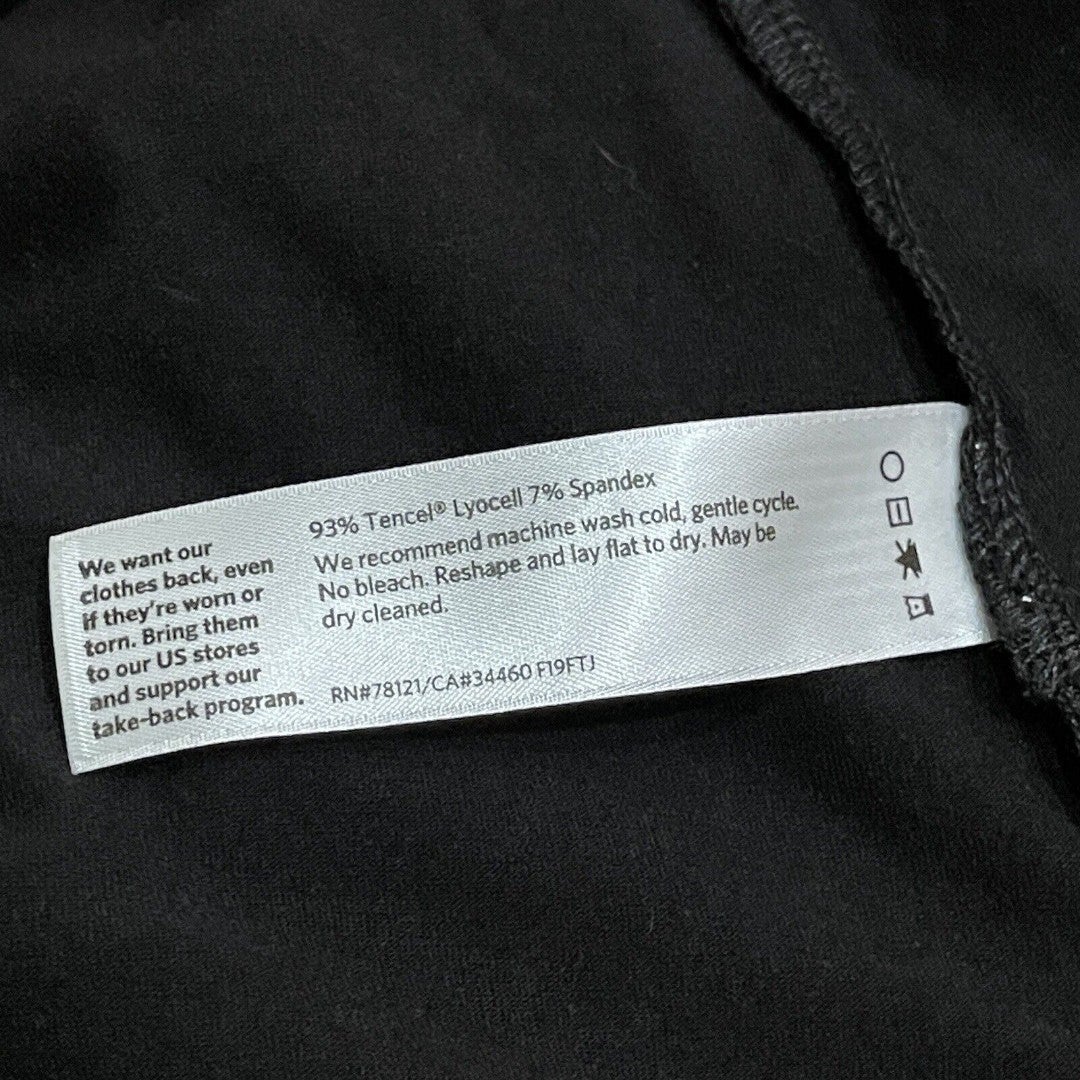 We want our
clothes back, even
if they're worn or
torn. Bring them
to our US stores
and support our
take-back program.
93% Tencel® Lyocell 7% Spandex
We recommend machine wash cold, gentle cycle.
No bleach. Reshape and lay flat to dry. May be
dry cleaned.
RN#78121/CA#34460 F19FTJ